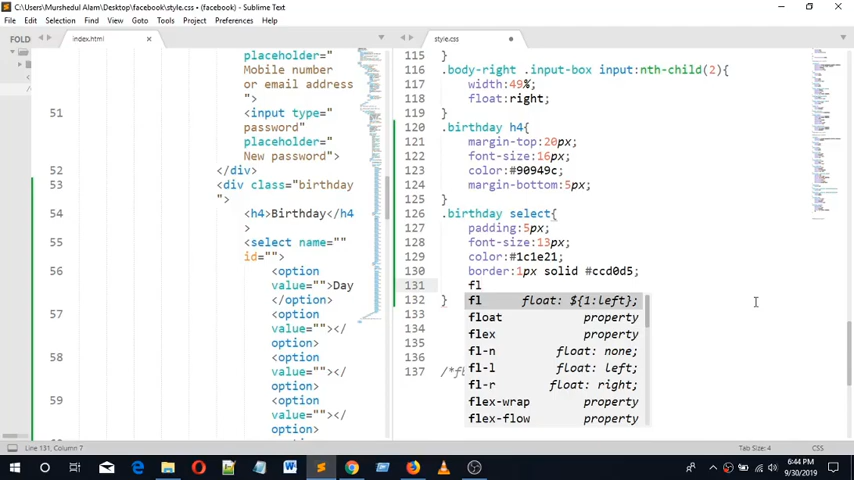 C:\Users\Murshedul Alam\Desktop\facebook\style.css • (facebook) - Sublime Text
File Edit Selection Find View Goto Tools Project Preferences Help
FOLD
index.html
style.css
placeholder="
Mobile number
or email address
">
51 <input type="
password"
placeholder="
New password">
52 </div>
53 <div class="birthday
">
54 <h4>Birthday</h4
>
55 <select name=""
id="">
56 <option
value="">Day
</option>
57 <option
value=""></
option>
58 <option
value=""></
option>
59 <option
value=""></
option>
115 }
116 .body-right .input-box input:nth-child(2){
117 width:49%;
118 float:right;
119 }
120 .birthday h4{
121 margin-top:20px;
122 font-size:16px;
123 color:#90949c;
124 margin-bottom:5px;
125 }
126 .birthday select{
127 padding:5px;
128 font-size:13px;
129 color:#1c1e21;
130 border:1px solid #ccd0d5;
131 fl
132 }
133
134
135
136
137 /*
fl float: ${1:left};
float property
flex property
fl-n float: none;
fl-l float: left;
fl-r float: right;
flex-wrap property
flex-flow property
Line 131, Column 7
Tab Size: 4
CSS
6:44 PM
9/30/2019